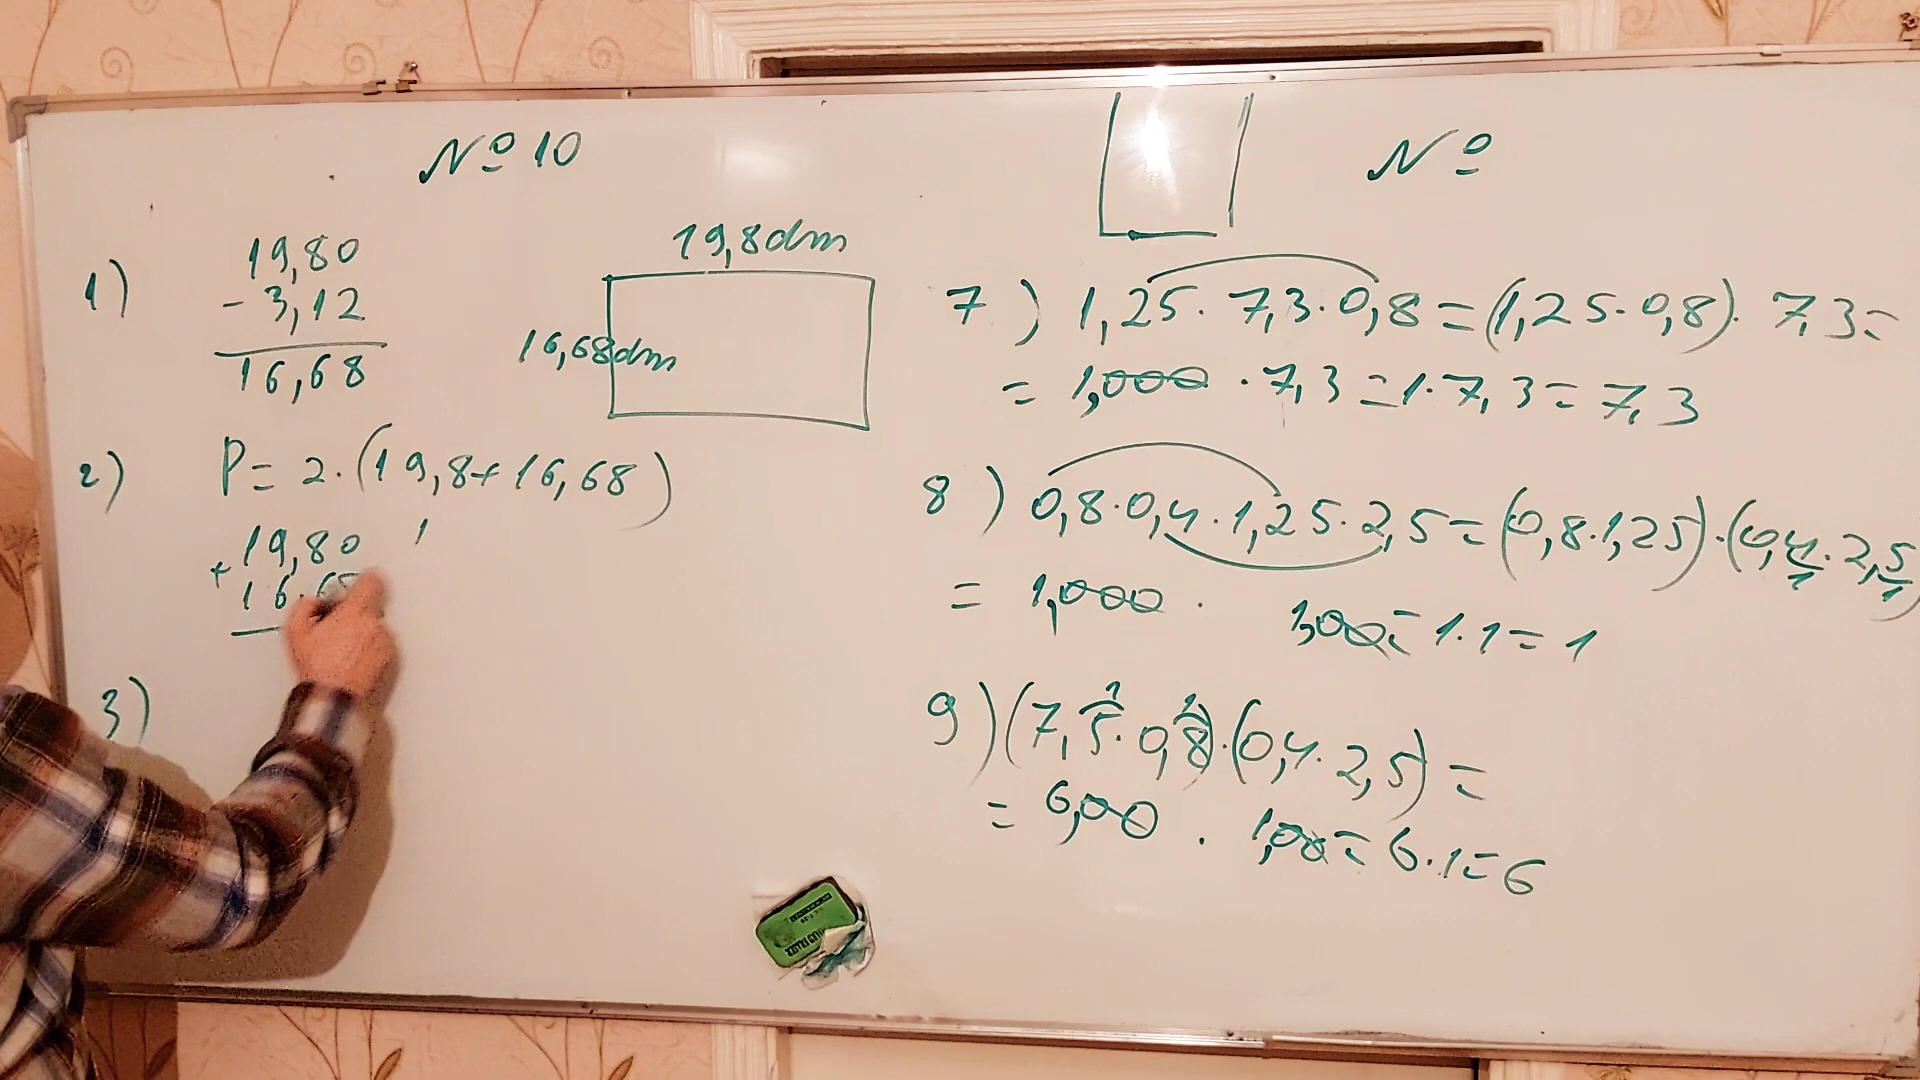 № 10
1)
19,80
- 3,12
16,68
19,8dm
16,68dm
2) P = 2·(19,8+16,68)
+ 19,80
3)
№
7) 1,25 · 7,3 · 0,8 = (1,25 · 0,8) · 7,3 =
= 1,000 · 7,3 = 1 · 7,3 = 7,3
8) 0,8 · 0,4 · 1,25 · 2,5 = (0,8 · 1,25) · (0,4 · 2,5)
= 1,000 · 1,00 = 1 · 1 = 1
9) (7,5 · 0,8) · (0,4 · 2,5) =
= 6,00 · 1,00 = 6 · 1 = 6